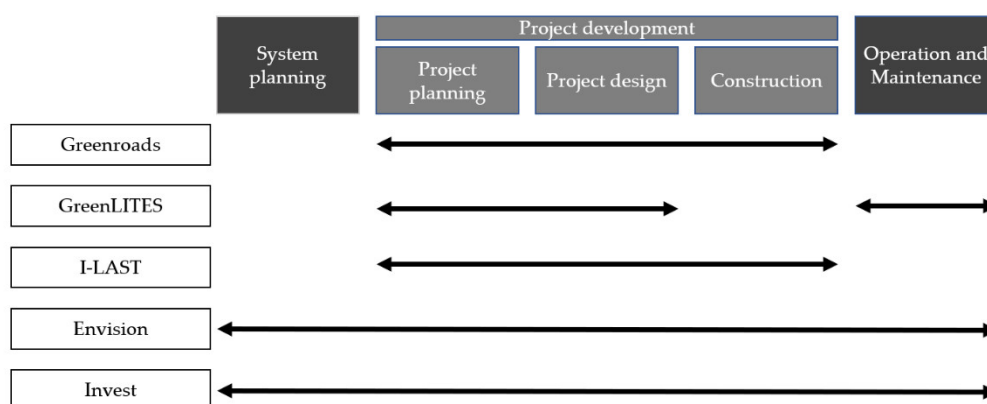 Project development
System
planning
Project
planning
Project design
Construction
Operation and
Maintenance
Greenroads
GreenLITES
I-LAST
Envision
Invest